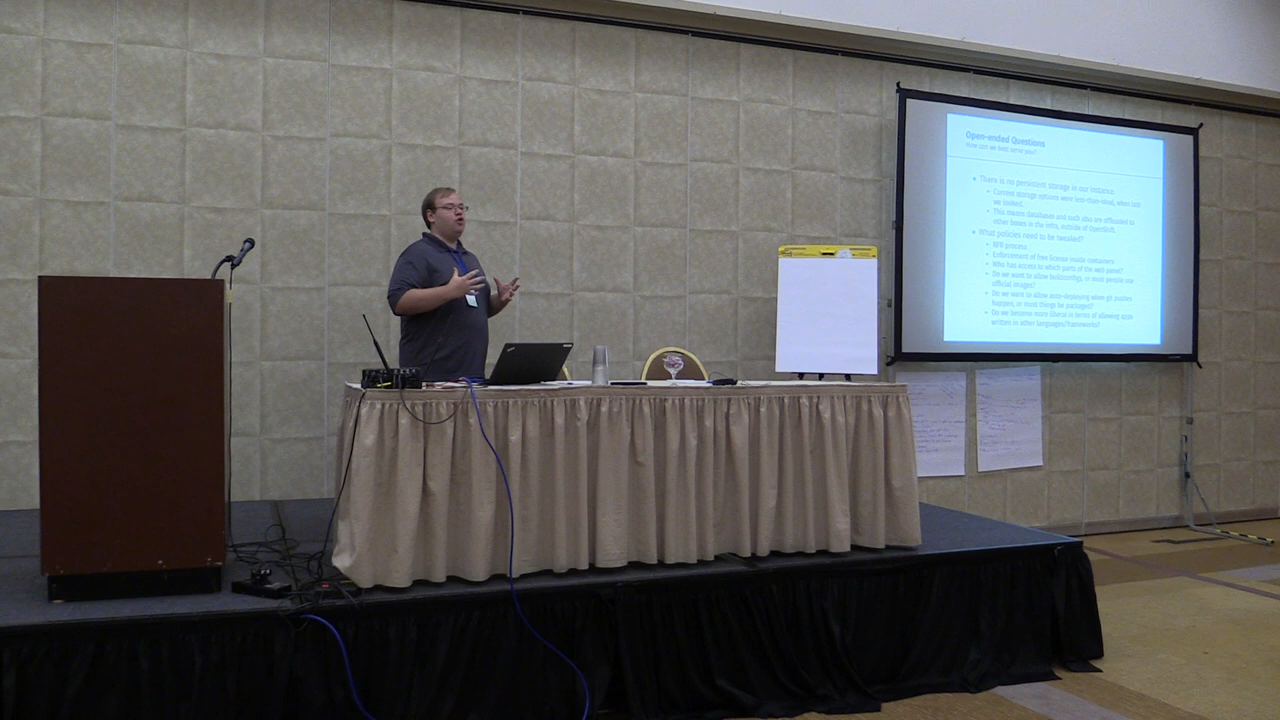 Open-ended Questions
How can we best serve you?
There is no persistent storage in our instance.
Current storage options were less-than-ideal, when last
we looked.
This means databases and such also are offloaded to
other boxes in the infra, outside of OpenShift.
What policies need to be tweaked?
RFR process
Enforcement of free license inside containers
Who has access to which parts of the web panel?
Do we want to allow buildconfigs, or must people use
official images?
Do we want to allow auto-deploying when git pushes
happen, or must things be packaged?
Do we become more liberal in terms of allowing apps
written in other languages/frameworks?